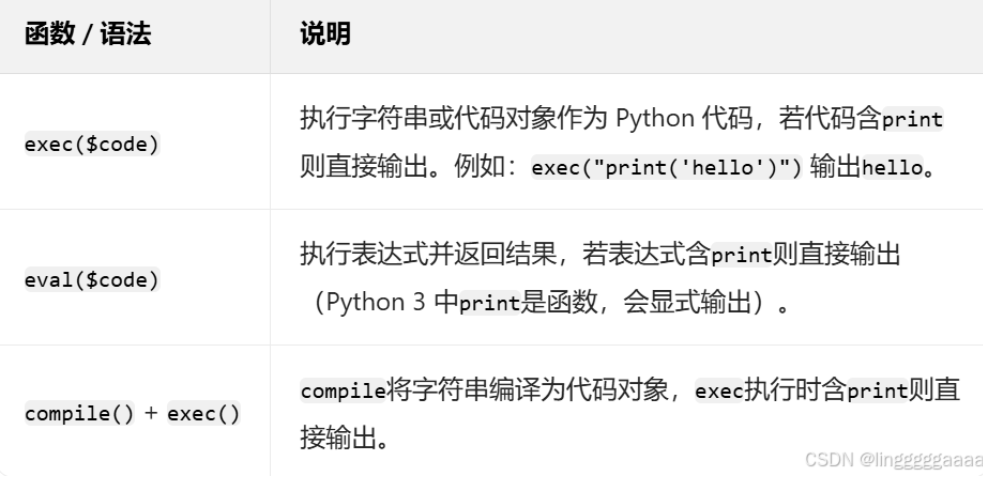 函数 / 语法
说明
exec($code)
执行字符串或代码对象作为 Python 代码，若代码含print
则直接输出。例如：exec("print('hello')") 输出hello。
eval($code)
执行表达式并返回结果，若表达式含print则直接输出
（Python 3 中print是函数，会显式输出）。
compile() + exec()
compile将字符串编译为代码对象，exec执行时含print则直
接输出。
CSDN @lingggggaaaa